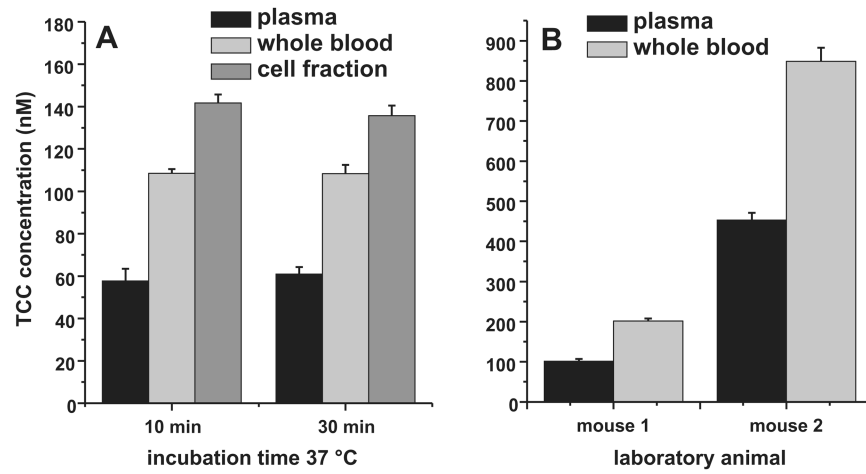 A
plasma
whole blood
cell fraction
TCC concentration (nM)
180
160
140
120
100
80
60
40
20
0
10 min
30 min
incubation time 37 °C
B
plasma
whole blood
900
800
700
600
500
400
300
200
100
0
mouse 1
mouse 2
laboratory animal